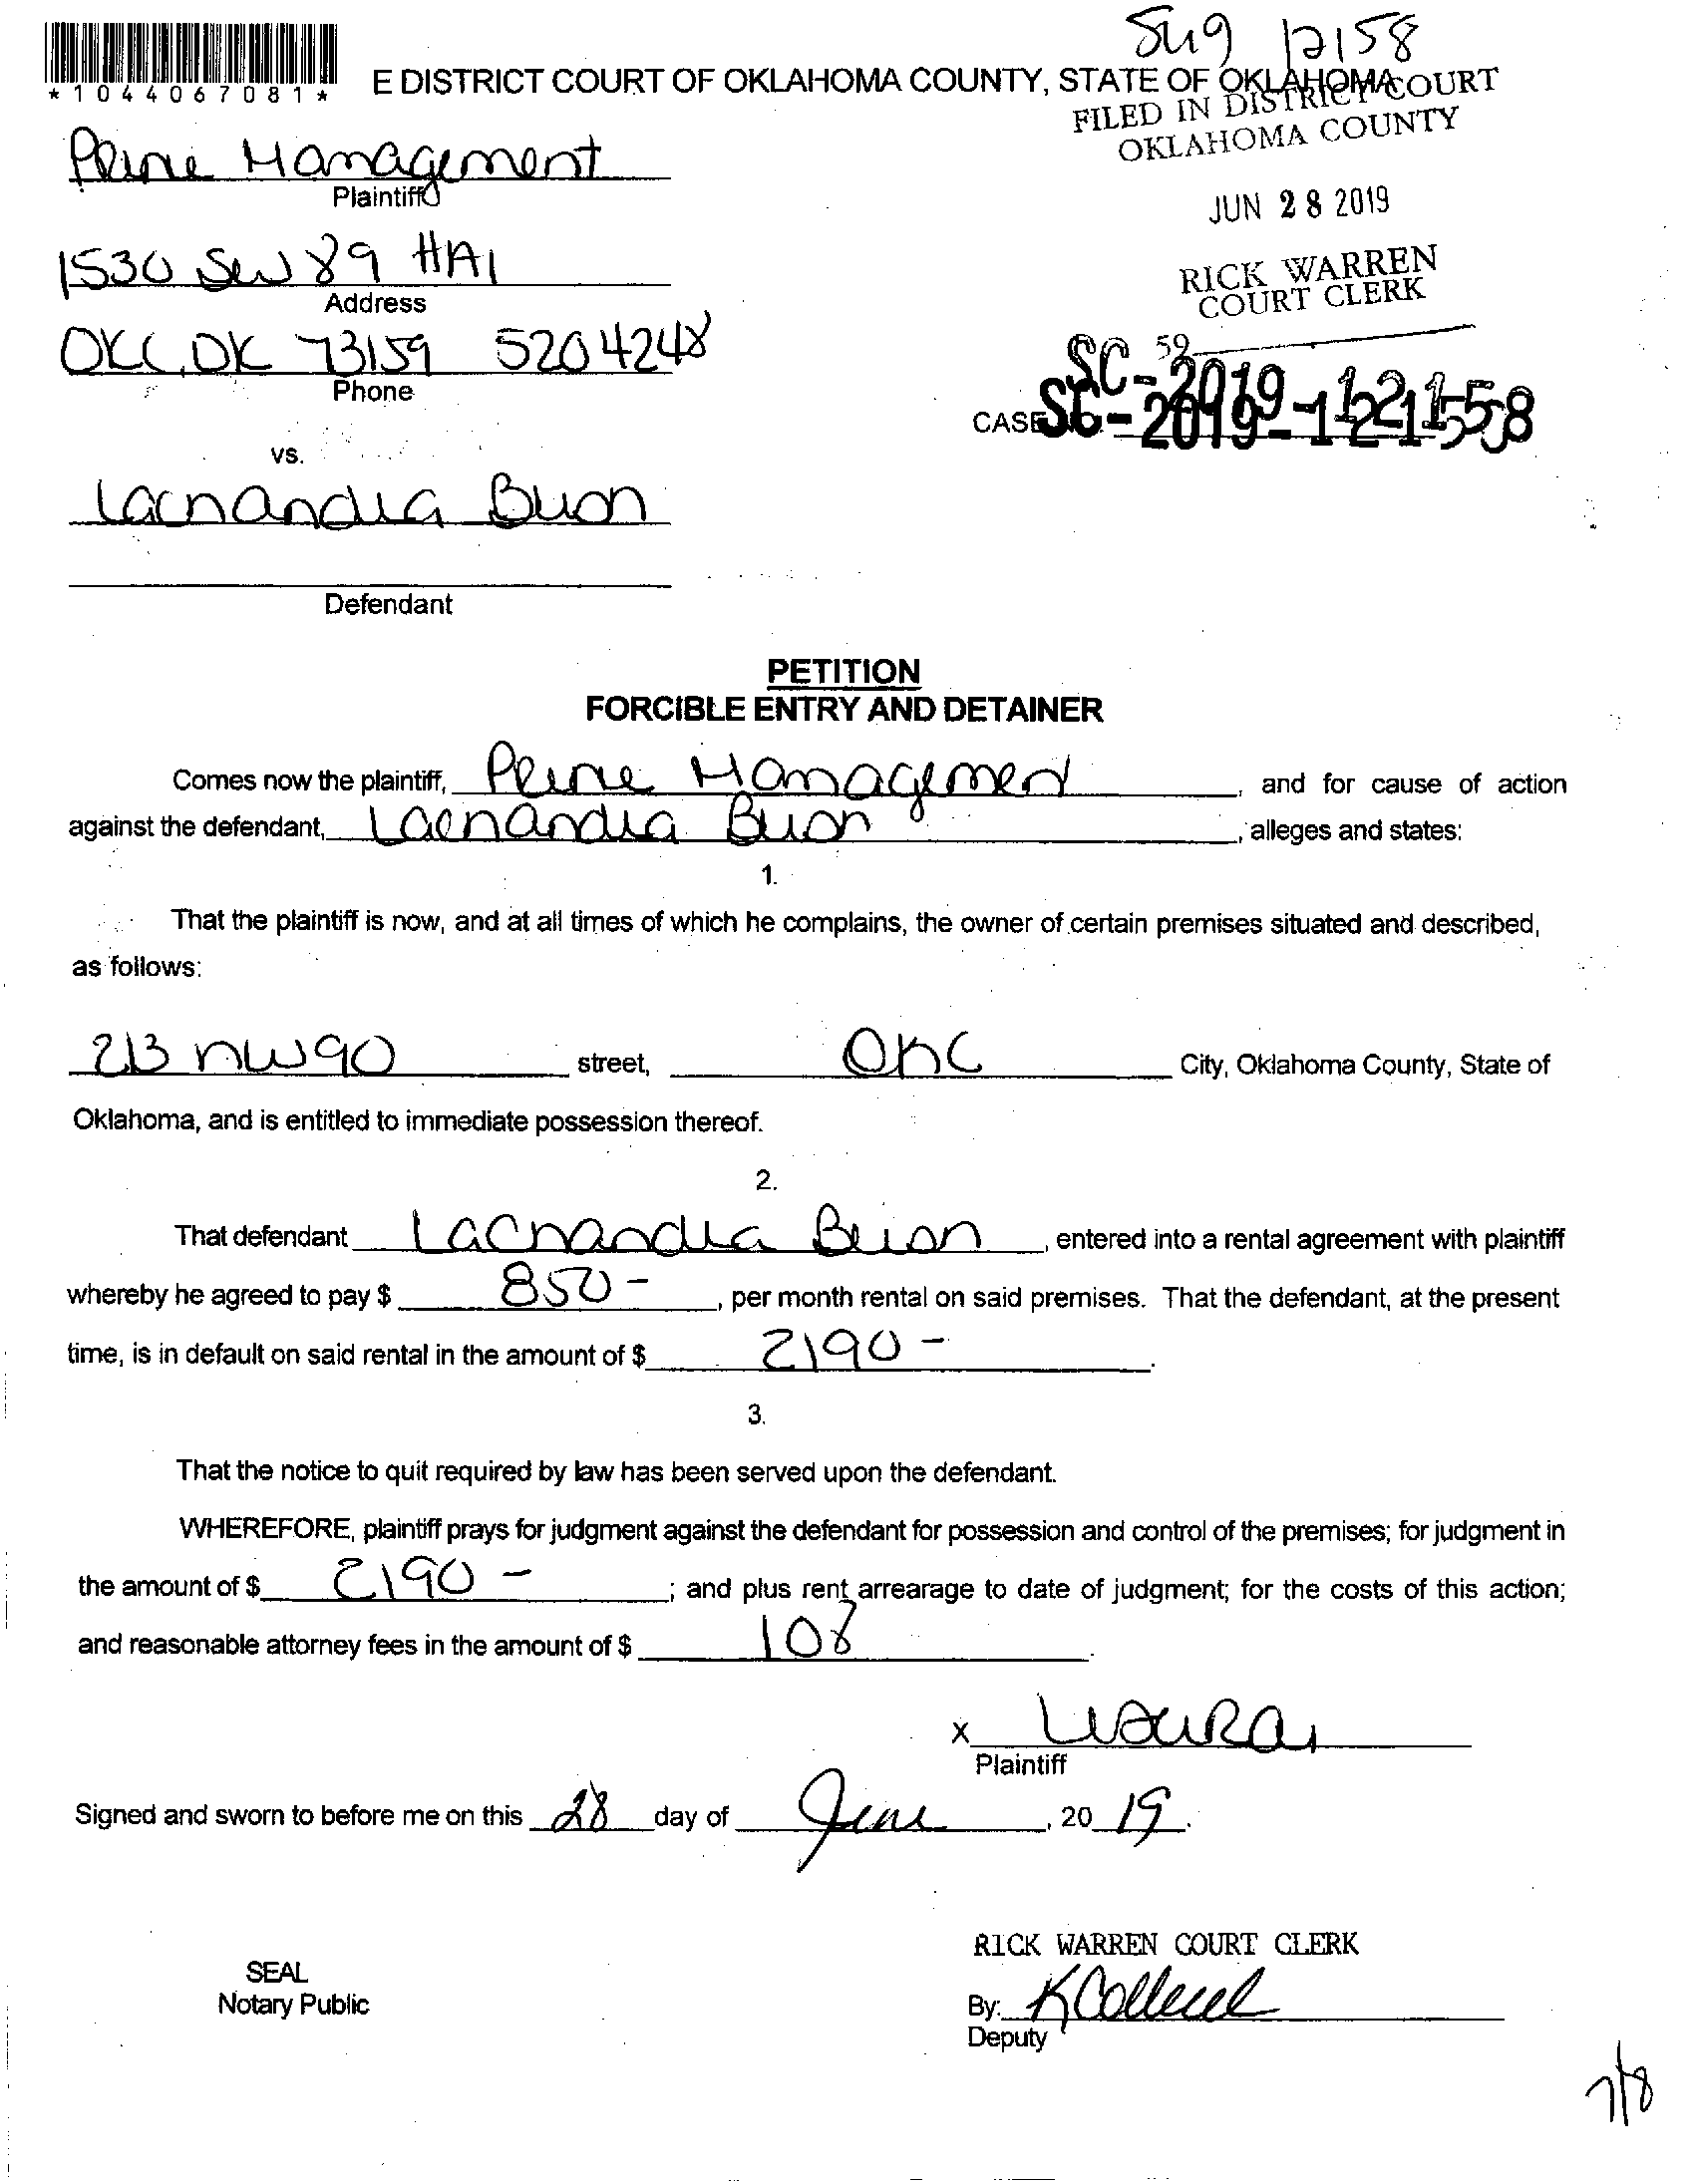 Sug 12158
*1044067081*
E DISTRICT COURT OF OKLAHOMA COUNTY, STATE OF OKLAHOMA
FILED IN DISTRICT COURT
OKLAHOMA COUNTY
Management
Plaintiff
JUN 28 2019
1530 SW 89 #A1
Address
RICK WARREN
COURT CLERK
OKC, OK 73159 5204248
Phone
59
SC-2019-12158
CASE
SC-2019-12158
vs.
Defendant
PETITION
FORCIBLE ENTRY AND DETAINER
Comes now the plaintiff, Managemen, and for cause of action
against the defendant, , alleges and states:
1.
That the plaintiff is now, and at all times of which he complains, the owner of certain premises situated and described,
as follows:
213 NW 90 street, OKC City, Oklahoma County, State of
Oklahoma, and is entitled to immediate possession thereof.
2.
That defendant , entered into a rental agreement with plaintiff
whereby he agreed to pay $ 850-, per month rental on said premises. That the defendant, at the present
time, is in default on said rental in the amount of $ 2190-.
3.
That the notice to quit required by law has been served upon the defendant.
WHEREFORE, plaintiff prays for judgment against the defendant for possession and control of the premises; for judgment in
the amount of $ 2190-; and plus rent arrearage to date of judgment; for the costs of this action;
and reasonable attorney fees in the amount of $ 108.
X
Plaintiff
Signed and sworn to before me on this 28 day of June, 20 19.
RICK WARREN COURT CLERK
SEAL
Notary Public
By:
Deputy
7/8